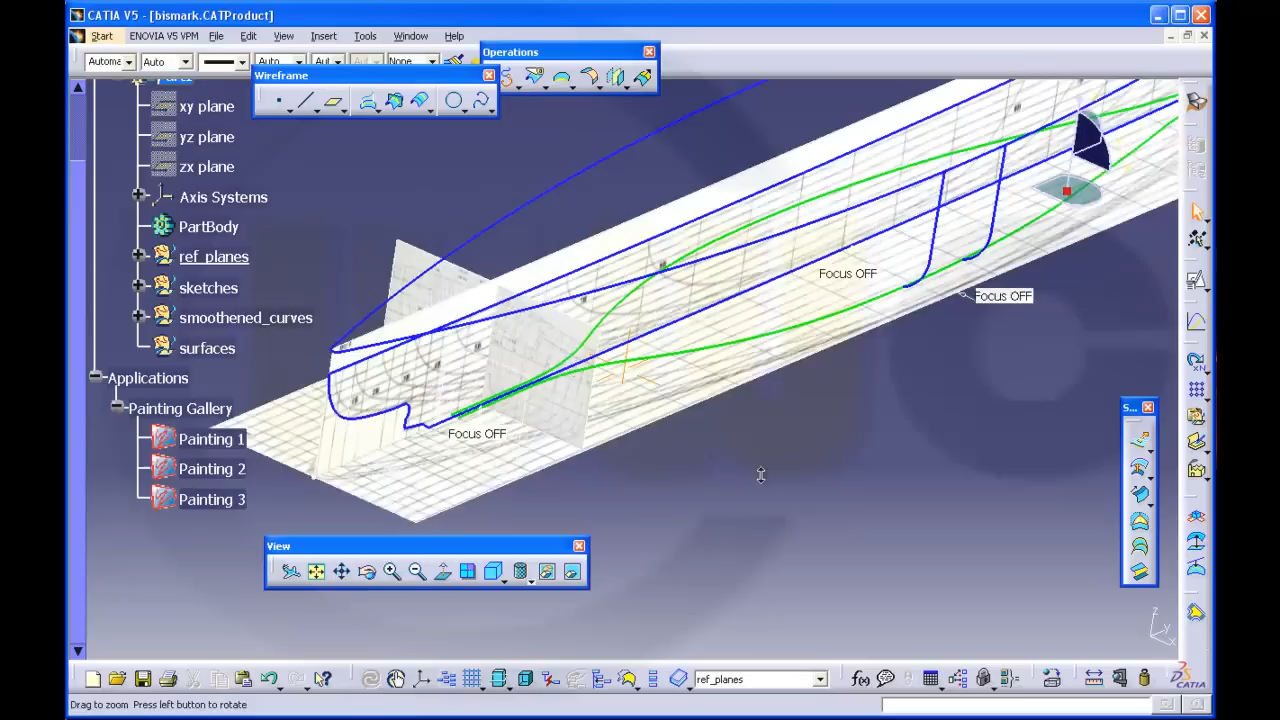 CATIA V5 - [bismark.CATProduct]
Start ENOVIA V5 VPM File Edit View Insert Tools Window Help
Operations
Automa Auto Auto Aut Aut None
Wireframe
xy plane
yz plane
zx plane
Axis Systems
PartBody
ref_planes
sketches
smoothened_curves
surfaces
Applications
Painting Gallery
Painting 1
Painting 2
Painting 3
Focus OFF
Focus OFF
Focus OFF
S...
View
z
y
x
ref_planes
f(x)
CATIA
Drag to zoom Press left button to rotate